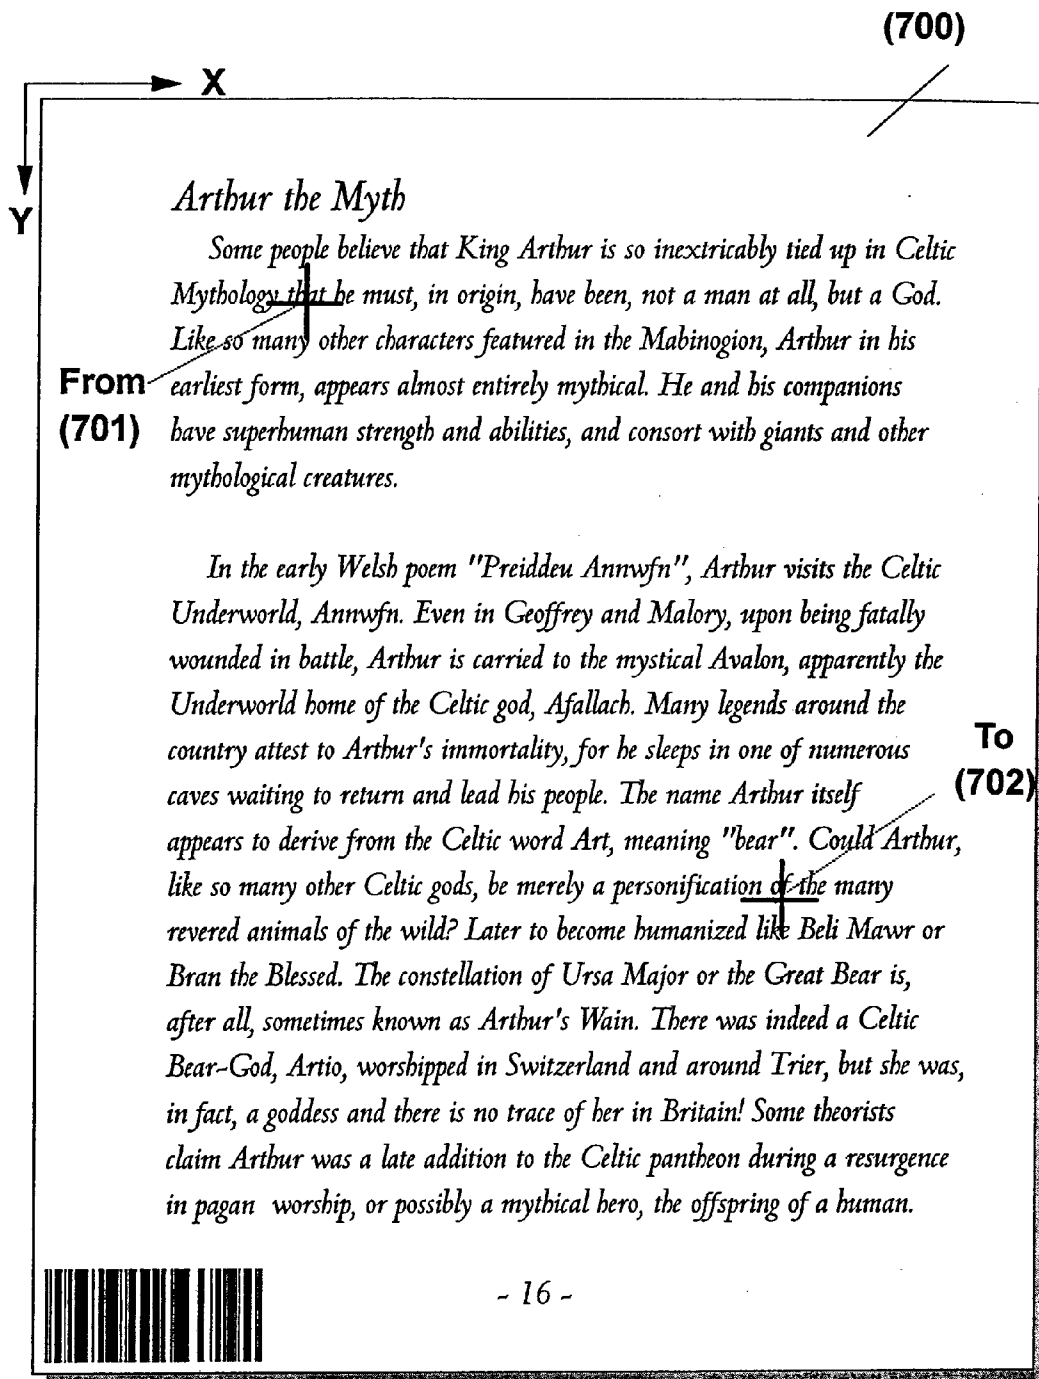 (700)
X
Y
Arthur the Myth
Some people believe that King Arthur is so inextricably tied up in Celtic
Mythology that he must, in origin, have been, not a man at all, but a God.
Like so many other characters featured in the Mabinogion, Arthur in his
From
earliest form, appears almost entirely mythical. He and his companions
(701)
have superhuman strength and abilities, and consort with giants and other
mythological creatures.
In the early Welsh poem "Preiddeu Annwfn", Arthur visits the Celtic
Underworld, Annwfn. Even in Geoffrey and Malory, upon being fatally
wounded in battle, Arthur is carried to the mystical Avalon, apparently the
Underworld home of the Celtic god, Afallach. Many legends around the
To
country attest to Arthur's immortality, for he sleeps in one of numerous
(702)
caves waiting to return and lead his people. The name Arthur itself
appears to derive from the Celtic word Art, meaning "bear". Could Arthur,
like so many other Celtic gods, be merely a personification of the many
revered animals of the wild? Later to become humanized like Beli Mawr or
Bran the Blessed. The constellation of Ursa Major or the Great Bear is,
after all, sometimes known as Arthur's Wain. There was indeed a Celtic
Bear-God, Artio, worshipped in Switzerland and around Trier, but she was,
in fact, a goddess and there is no trace of her in Britain! Some theorists
claim Arthur was a late addition to the Celtic pantheon during a resurgence
in pagan worship, or possibly a mythical hero, the offspring of a human.
- 16 -